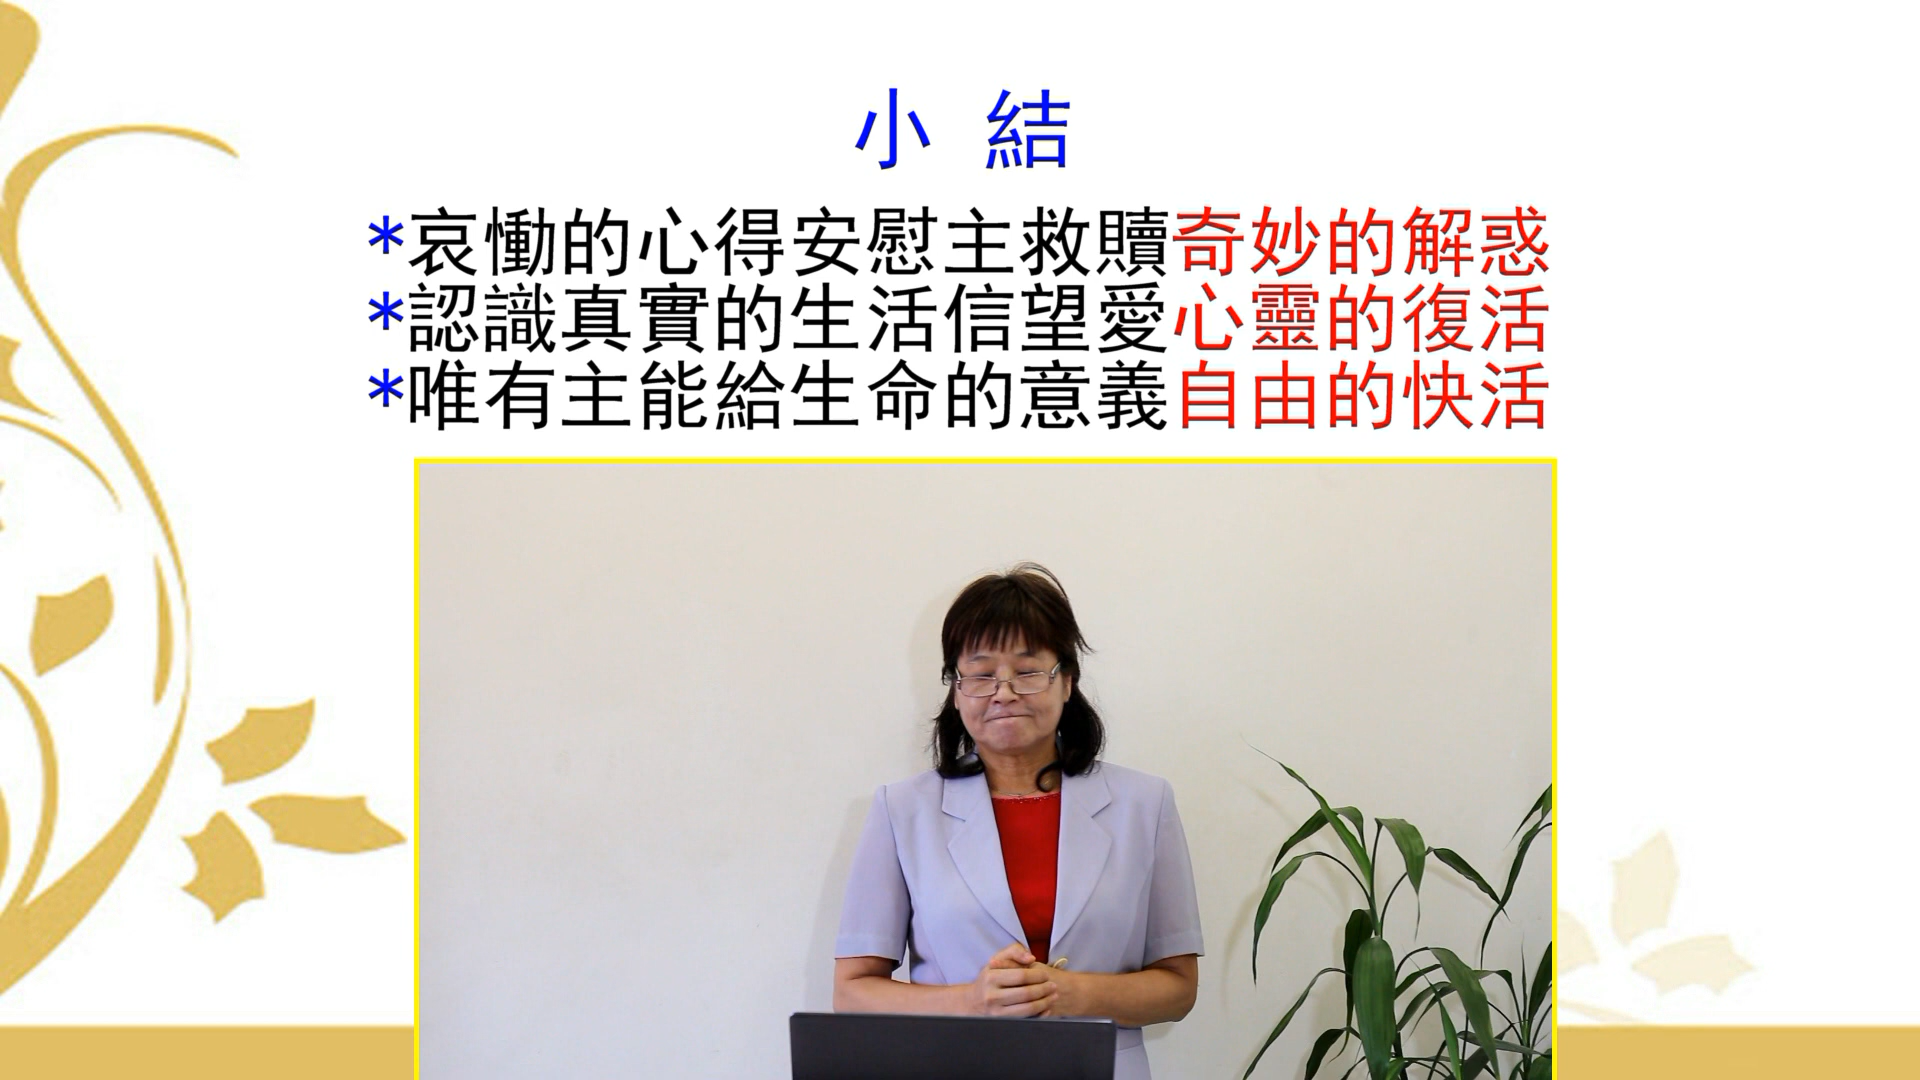 小 結
*哀慟的心得安慰主救贖奇妙的解惑
*認識真實的生活信望愛心靈的復活
*唯有主能給生命的意義自由的快活